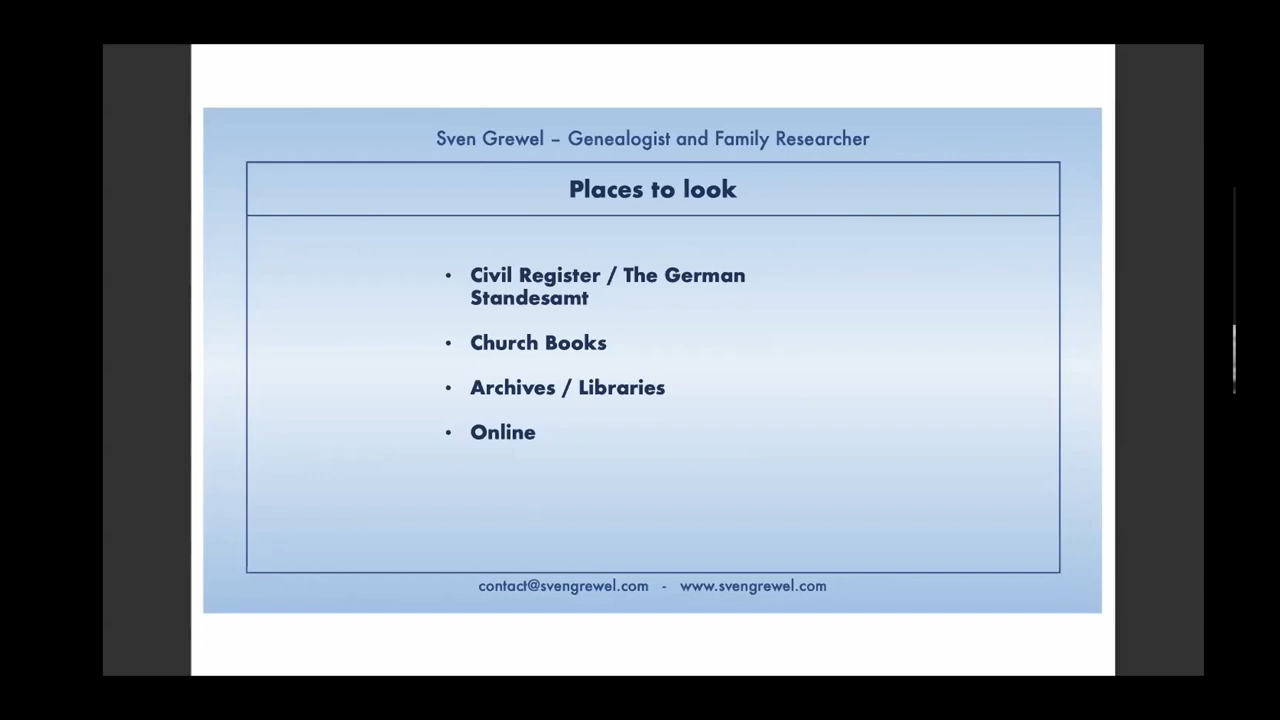 Sven Grewel – Genealogist and Family Researcher
Places to look
• Civil Register / The German
Standesamt
• Church Books
• Archives / Libraries
• Online
contact@svengrewel.com - www.svengrewel.com